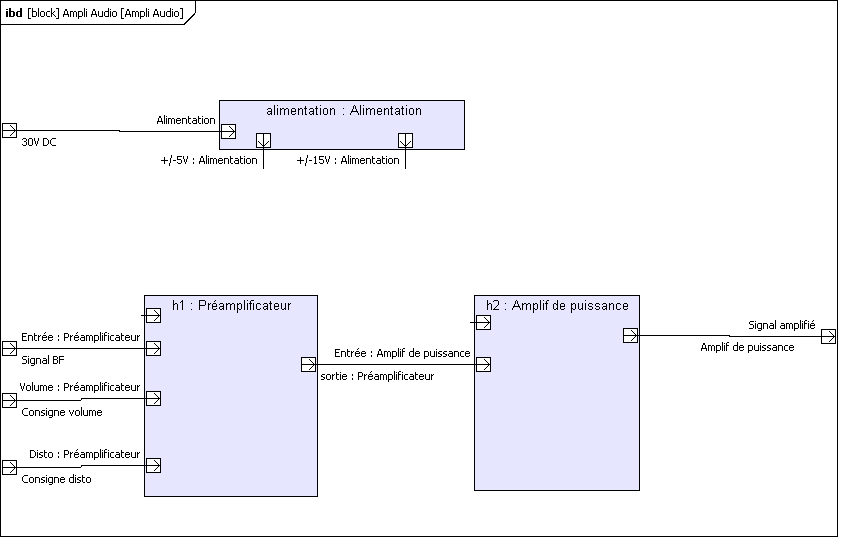 ibd [block] Ampli Audio [Ampli Audio]
alimentation : Alimentation
Alimentation
30V DC
+/-5V : Alimentation
+/-15V : Alimentation
h1 : Préamplificateur
h2 : Amplif de puissance
Entrée : Préamplificateur
Signal BF
Volume : Préamplificateur
Consigne volume
Disto : Préamplificateur
Consigne disto
Entrée : Amplif de puissance
sortie : Préamplificateur
Signal amplifié
Amplif de puissance